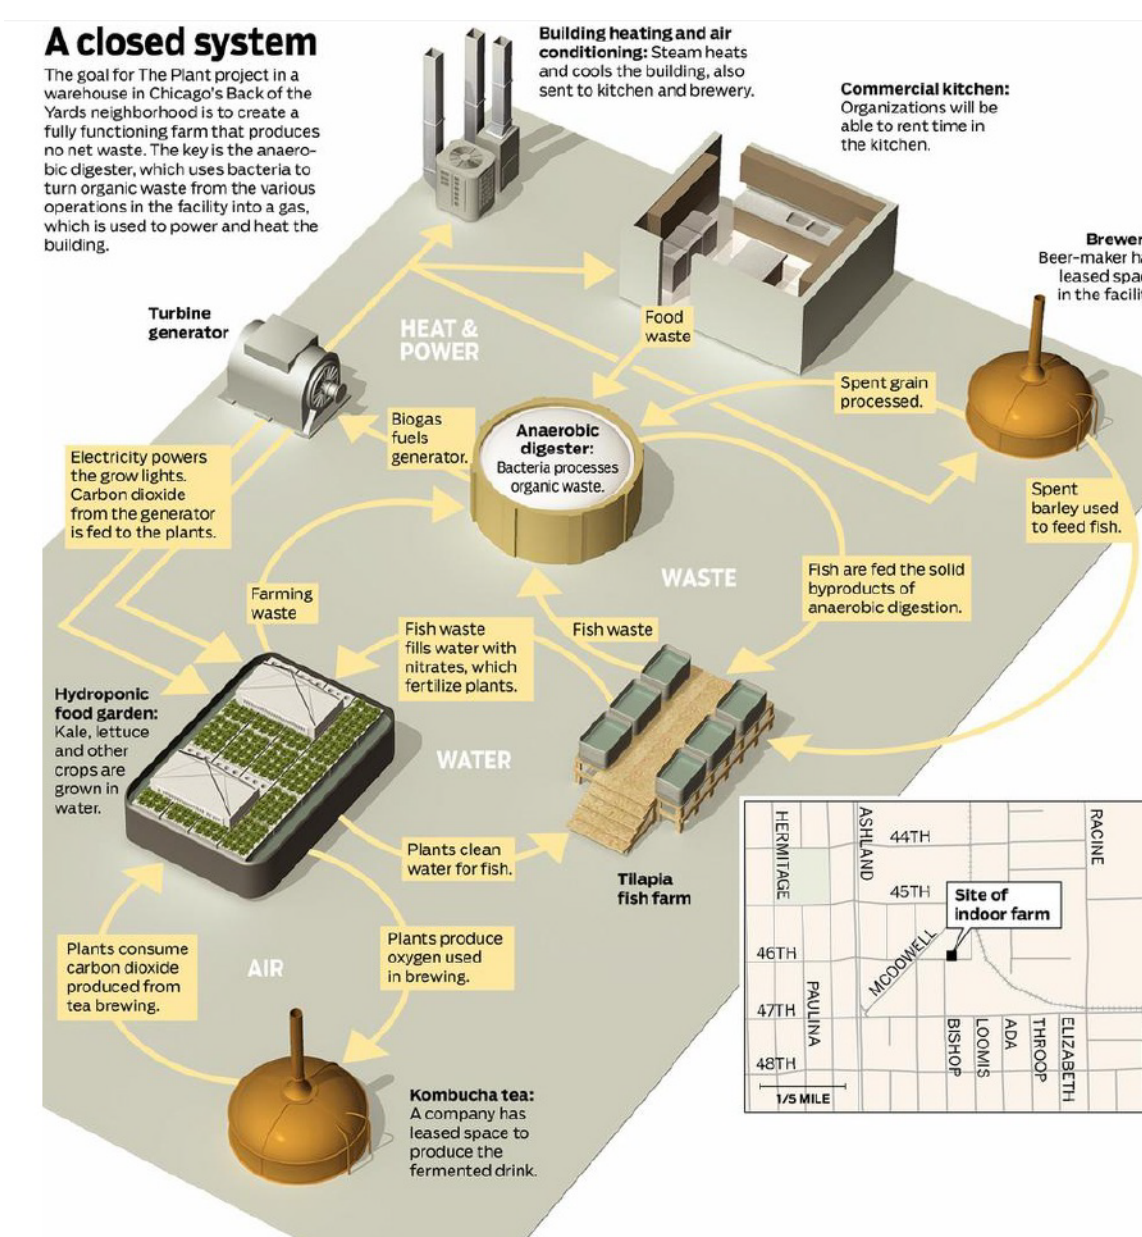 A closed system
The goal for The Plant project in a
warehouse in Chicago's Back of the
Yards neighborhood is to create a
fully functioning farm that produces
no net waste. The key is the anaero-
bic digester, which uses bacteria to
turn organic waste from the various
operations in the facility into a gas,
which is used to power and heat the
building.
Building heating and air
conditioning: Steam heats
and cools the building, also
sent to kitchen and brewery.
Commercial kitchen:
Organizations will be
able to rent time in
the kitchen.
Brewer
Beer-maker ha
leased spac
in the facilit
Turbine
generator
HEAT &
POWER
Food
waste
Spent grain
processed.
Biogas
fuels
generator.
Anaerobic
digester:
Bacteria processes
organic waste.
Electricity powers
the grow lights.
Carbon dioxide
from the generator
is fed to the plants.
Spent
barley used
to feed fish.
WASTE
Fish are fed the solid
byproducts of
anaerobic digestion.
Farming
waste
Fish waste
fills water with
nitrates, which
fertilize plants.
Fish waste
Hydroponic
food garden:
Kale, lettuce
and other
crops are
grown in
water.
WATER
Plants clean
water for fish.
Tilapia
fish farm
Plants consume
carbon dioxide
produced from
tea brewing.
AIR
Plants produce
oxygen used
in brewing.
Kombucha tea:
A company has
leased space to
produce the
fermented drink.
HERMITAGE
ASHLAND
RACINE
44TH
45TH
Site of
indoor farm
46TH
MCDOWELL
PAULINA
47TH
BISHOP
LOOMIS
ADA
THROOP
ELIZABETH
48TH
1/5 MILE